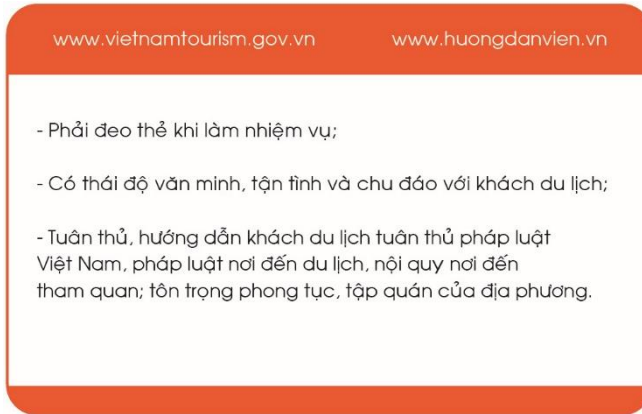 www.vietnamtourism.gov.vn www.huongdanvien.vn
- Phải đeo thẻ khi làm nhiệm vụ;
- Có thái độ văn minh, tận tình và chu đáo với khách du lịch;
- Tuân thủ, hướng dẫn khách du lịch tuân thủ pháp luật
Việt Nam, pháp luật nơi đến du lịch, nội quy nơi đến
tham quan; tôn trọng phong tục, tập quán của địa phương.